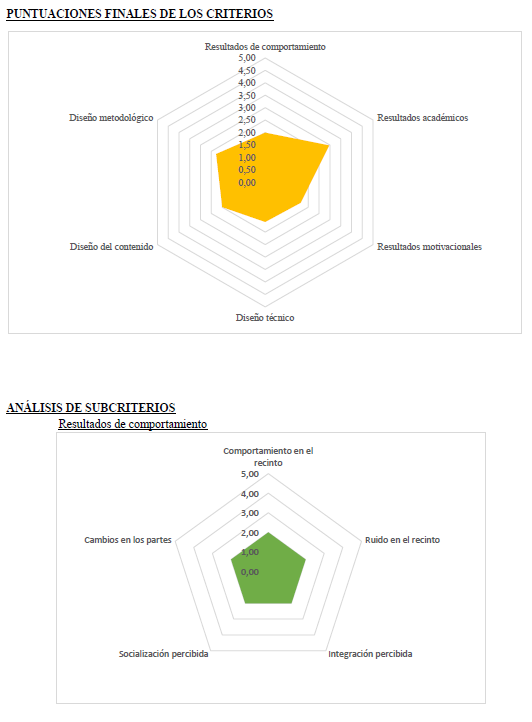 PUNTUACIONES FINALES DE LOS CRITERIOS
Resultados de comportamiento
5,00
4,50
4,00
3,50
3,00
2,50
2,00
1,50
1,00
0,50
0,00
Resultados académicos
Resultados motivacionales
Diseño técnico
Diseño del contenido
Diseño metodológico
ANÁLISIS DE SUBCRITERIOS
Resultados de comportamiento
Comportamiento en el
recinto
5,00
4,00
3,00
2,00
1,00
0,00
Ruido en el recinto
Integración percibida
Socialización percibida
Cambios en los partes